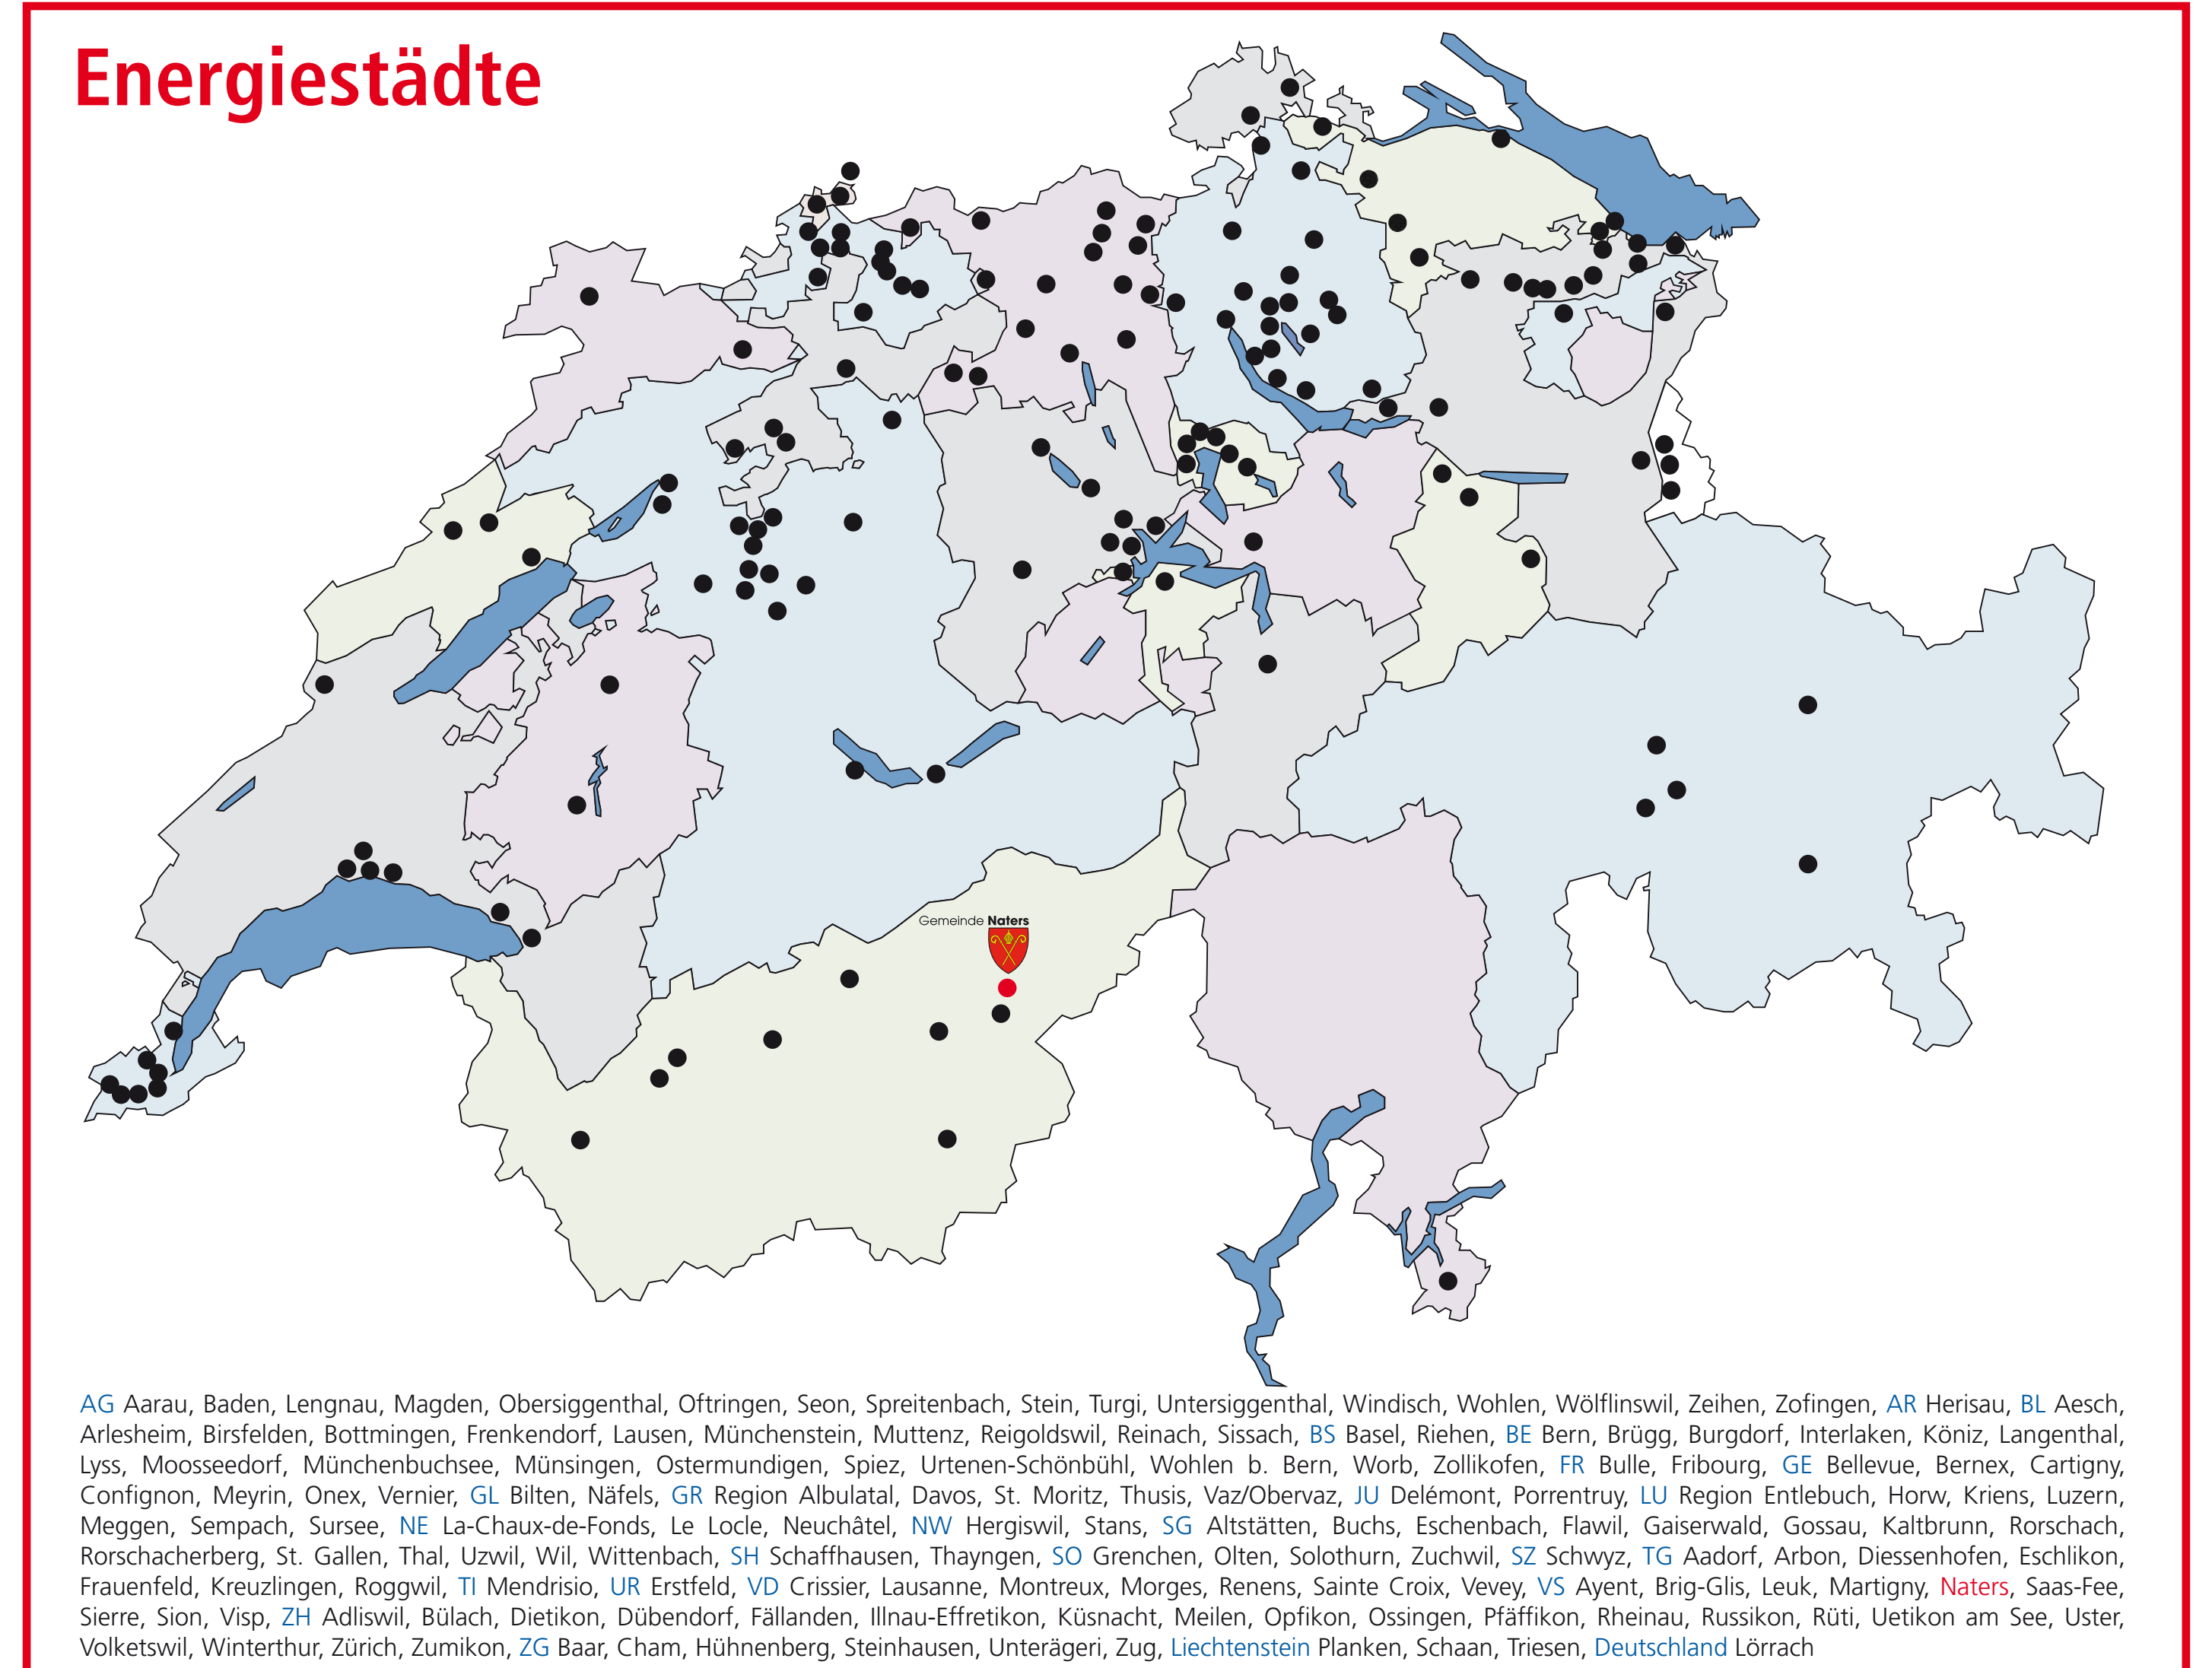 Energiestädte
Gemeinde Naters
AG Aarau, Baden, Lengnau, Magden, Obersiggenthal, Oftringen, Seon, Spreitenbach, Stein, Turgi, Untersiggenthal, Windisch, Wohlen, Wölflinswil, Zeihen, Zofingen, AR Herisau, BL Aesch,
Arlesheim, Birsfelden, Bottmingen, Frenkendorf, Lausen, Münchenstein, Muttenz, Reigoldswil, Reinach, Sissach, BS Basel, Riehen, BE Bern, Brügg, Burgdorf, Interlaken, Köniz, Langenthal,
Lyss, Moosseedorf, Münchenbuchsee, Münsingen, Ostermundigen, Spiez, Urtenen-Schönbühl, Wohlen b. Bern, Worb, Zollikofen, FR Bulle, Fribourg, GE Bellevue, Bernex, Cartigny,
Confignon, Meyrin, Onex, Vernier, GL Bilten, Näfels, GR Region Albulatal, Davos, St. Moritz, Thusis, Vaz/Obervaz, JU Delémont, Porrentruy, LU Region Entlebuch, Horw, Kriens, Luzern,
Meggen, Sempach, Sursee, NE La-Chaux-de-Fonds, Le Locle, Neuchâtel, NW Hergiswil, Stans, SG Altstätten, Buchs, Eschenbach, Flawil, Gaiserwald, Gossau, Kaltbrunn, Rorschach,
Rorschacherberg, St. Gallen, Thal, Uzwil, Wil, Wittenbach, SH Schaffhausen, Thayngen, SO Grenchen, Olten, Solothurn, Zuchwil, SZ Schwyz, TG Aadorf, Arbon, Diessenhofen, Eschlikon,
Frauenfeld, Kreuzlingen, Roggwil, TI Mendrisio, UR Erstfeld, VD Crissier, Lausanne, Montreux, Morges, Renens, Sainte Croix, Vevey, VS Ayent, Brig-Glis, Leuk, Martigny, Naters, Saas-Fee,
Sierre, Sion, Visp, ZH Adliswil, Bülach, Dietikon, Dübendorf, Fällanden, Illnau-Effretikon, Küsnacht, Meilen, Opfikon, Ossingen, Pfäffikon, Rheinau, Russikon, Rüti, Uetikon am See, Uster,
Volketswil, Winterthur, Zürich, Zumikon, ZG Baar, Cham, Hühnenberg, Steinhausen, Unterägeri, Zug, Liechtenstein Planken, Schaan, Triesen, Deutschland Lörrach